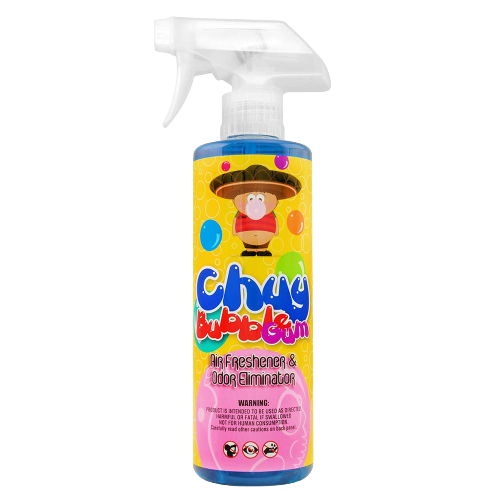 Chuy
Bubble
Gum
Air Freshener &
Odor Eliminator
WARNING:
PRODUCT IS INTENDED TO BE USED AS DIRECTED
HARMFUL OR FATAL IF SWALLOWED
NOT FOR HUMAN CONSUMPTION.
Carefully read other cautions on back panel.